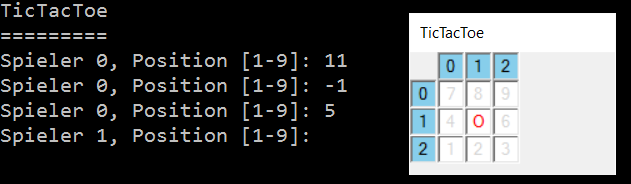 TicTacToe
=========
Spieler 0, Position [1-9]: 11
Spieler 0, Position [1-9]: -1
Spieler 0, Position [1-9]: 5
Spieler 1, Position [1-9]:
TicTacToe
0 1 2
0 7 8 9
1 4 O 6
2 1 2 3